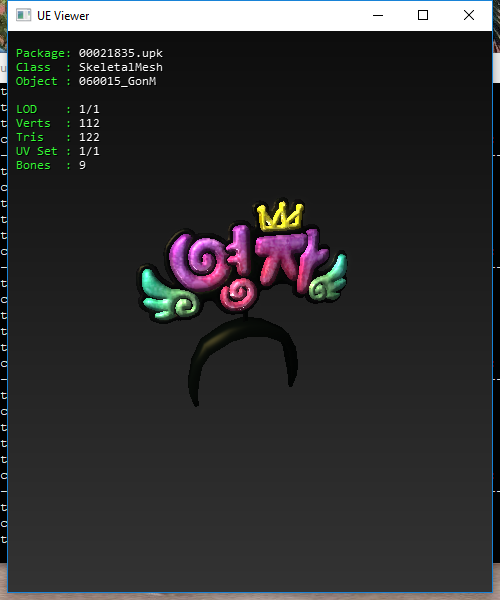 UE Viewer
Package: 00021835.upk
Class : SkeletalMesh
Object : 060015_GonM
LOD : 1/1
Verts : 112
Tris : 122
UV Set : 1/1
Bones : 9
영자